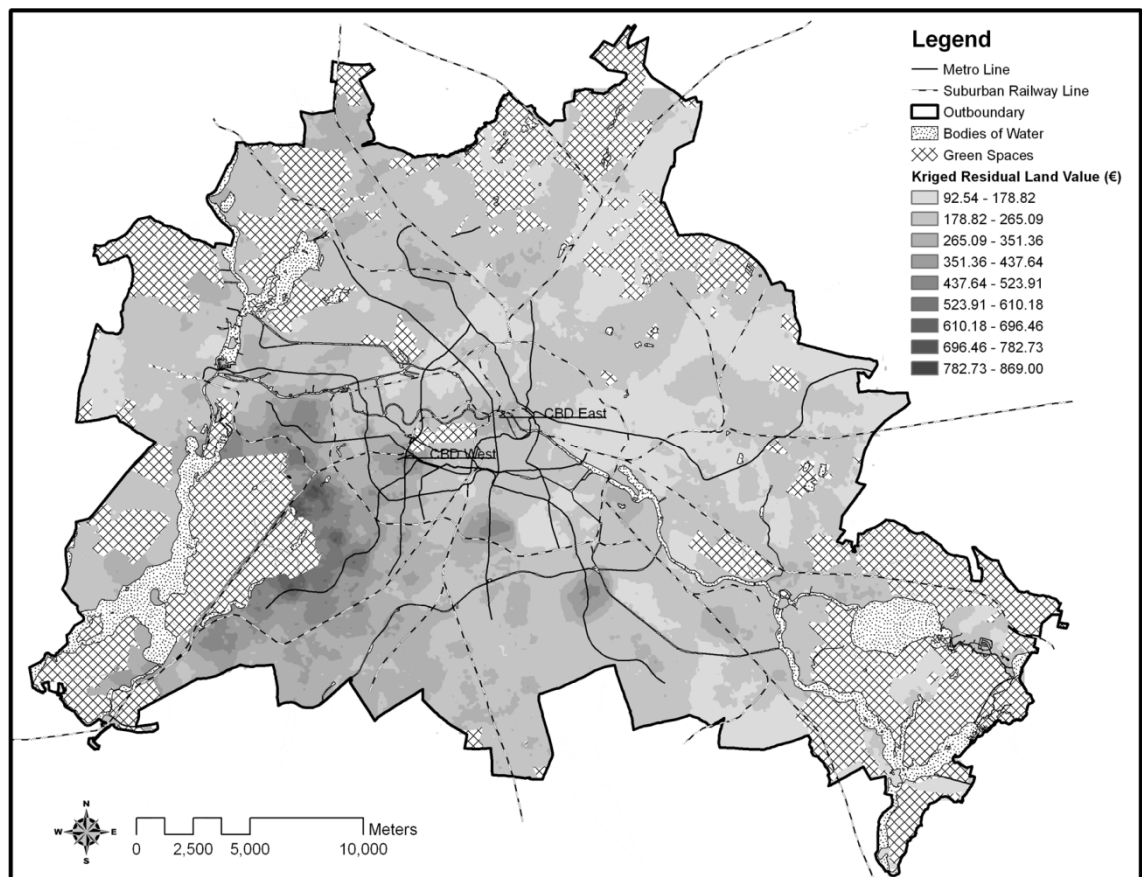 Legend
Metro Line
Suburban Railway Line
Outboundary
Bodies of Water
Green Spaces
Kriged Residual Land Value (€)
92.54 - 178.82
178.82 - 265.09
265.09 - 351.36
351.36 - 437.64
437.64 - 523.91
523.91 - 610.18
610.18 - 696.46
696.46 - 782.73
782.73 - 869.00
CBD East
CBD West
N
W E
S
Meters
0 2,500 5,000 10,000